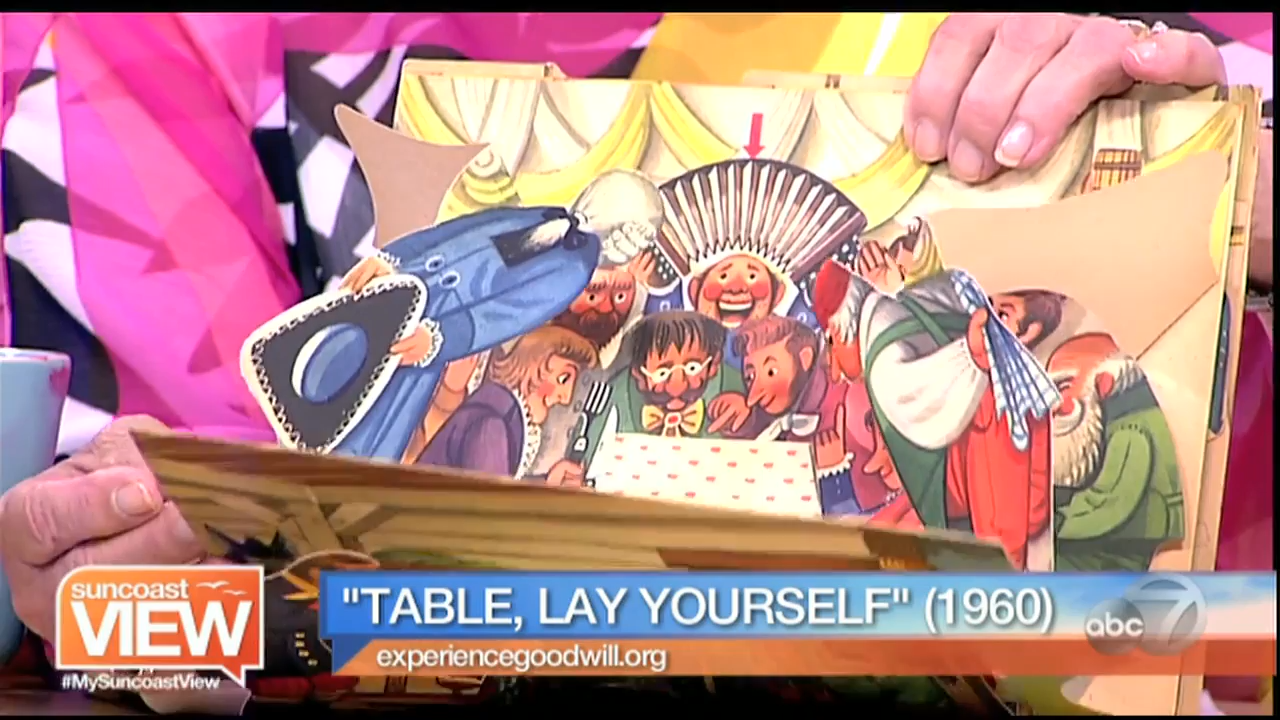 suncoast
VIEW
#MySuncoastView
"TABLE, LAY YOURSELF" (1960)
experiencegoodwill.org
abc 7